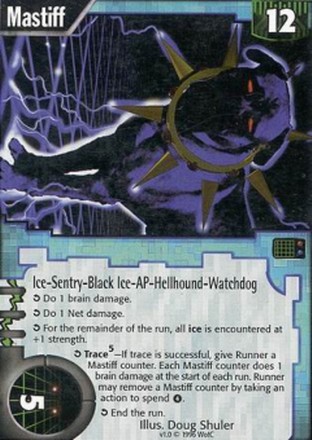 Mastiff
12
Ice-Sentry-Black Ice-AP-Hellhound-Watchdog
Do 1 brain damage.
Do 1 Net damage.
For the remainder of the run, all ice is encountered at
+1 strength.
Trace5—If trace is successful, give Runner a
Mastiff counter. Each Mastiff counter does 1
brain damage at the start of each run. Runner
may remove a Mastiff counter by taking an
action to spend 4.
End the run.
5
Illus. Doug Shuler
v1.0 © 1996 WotC